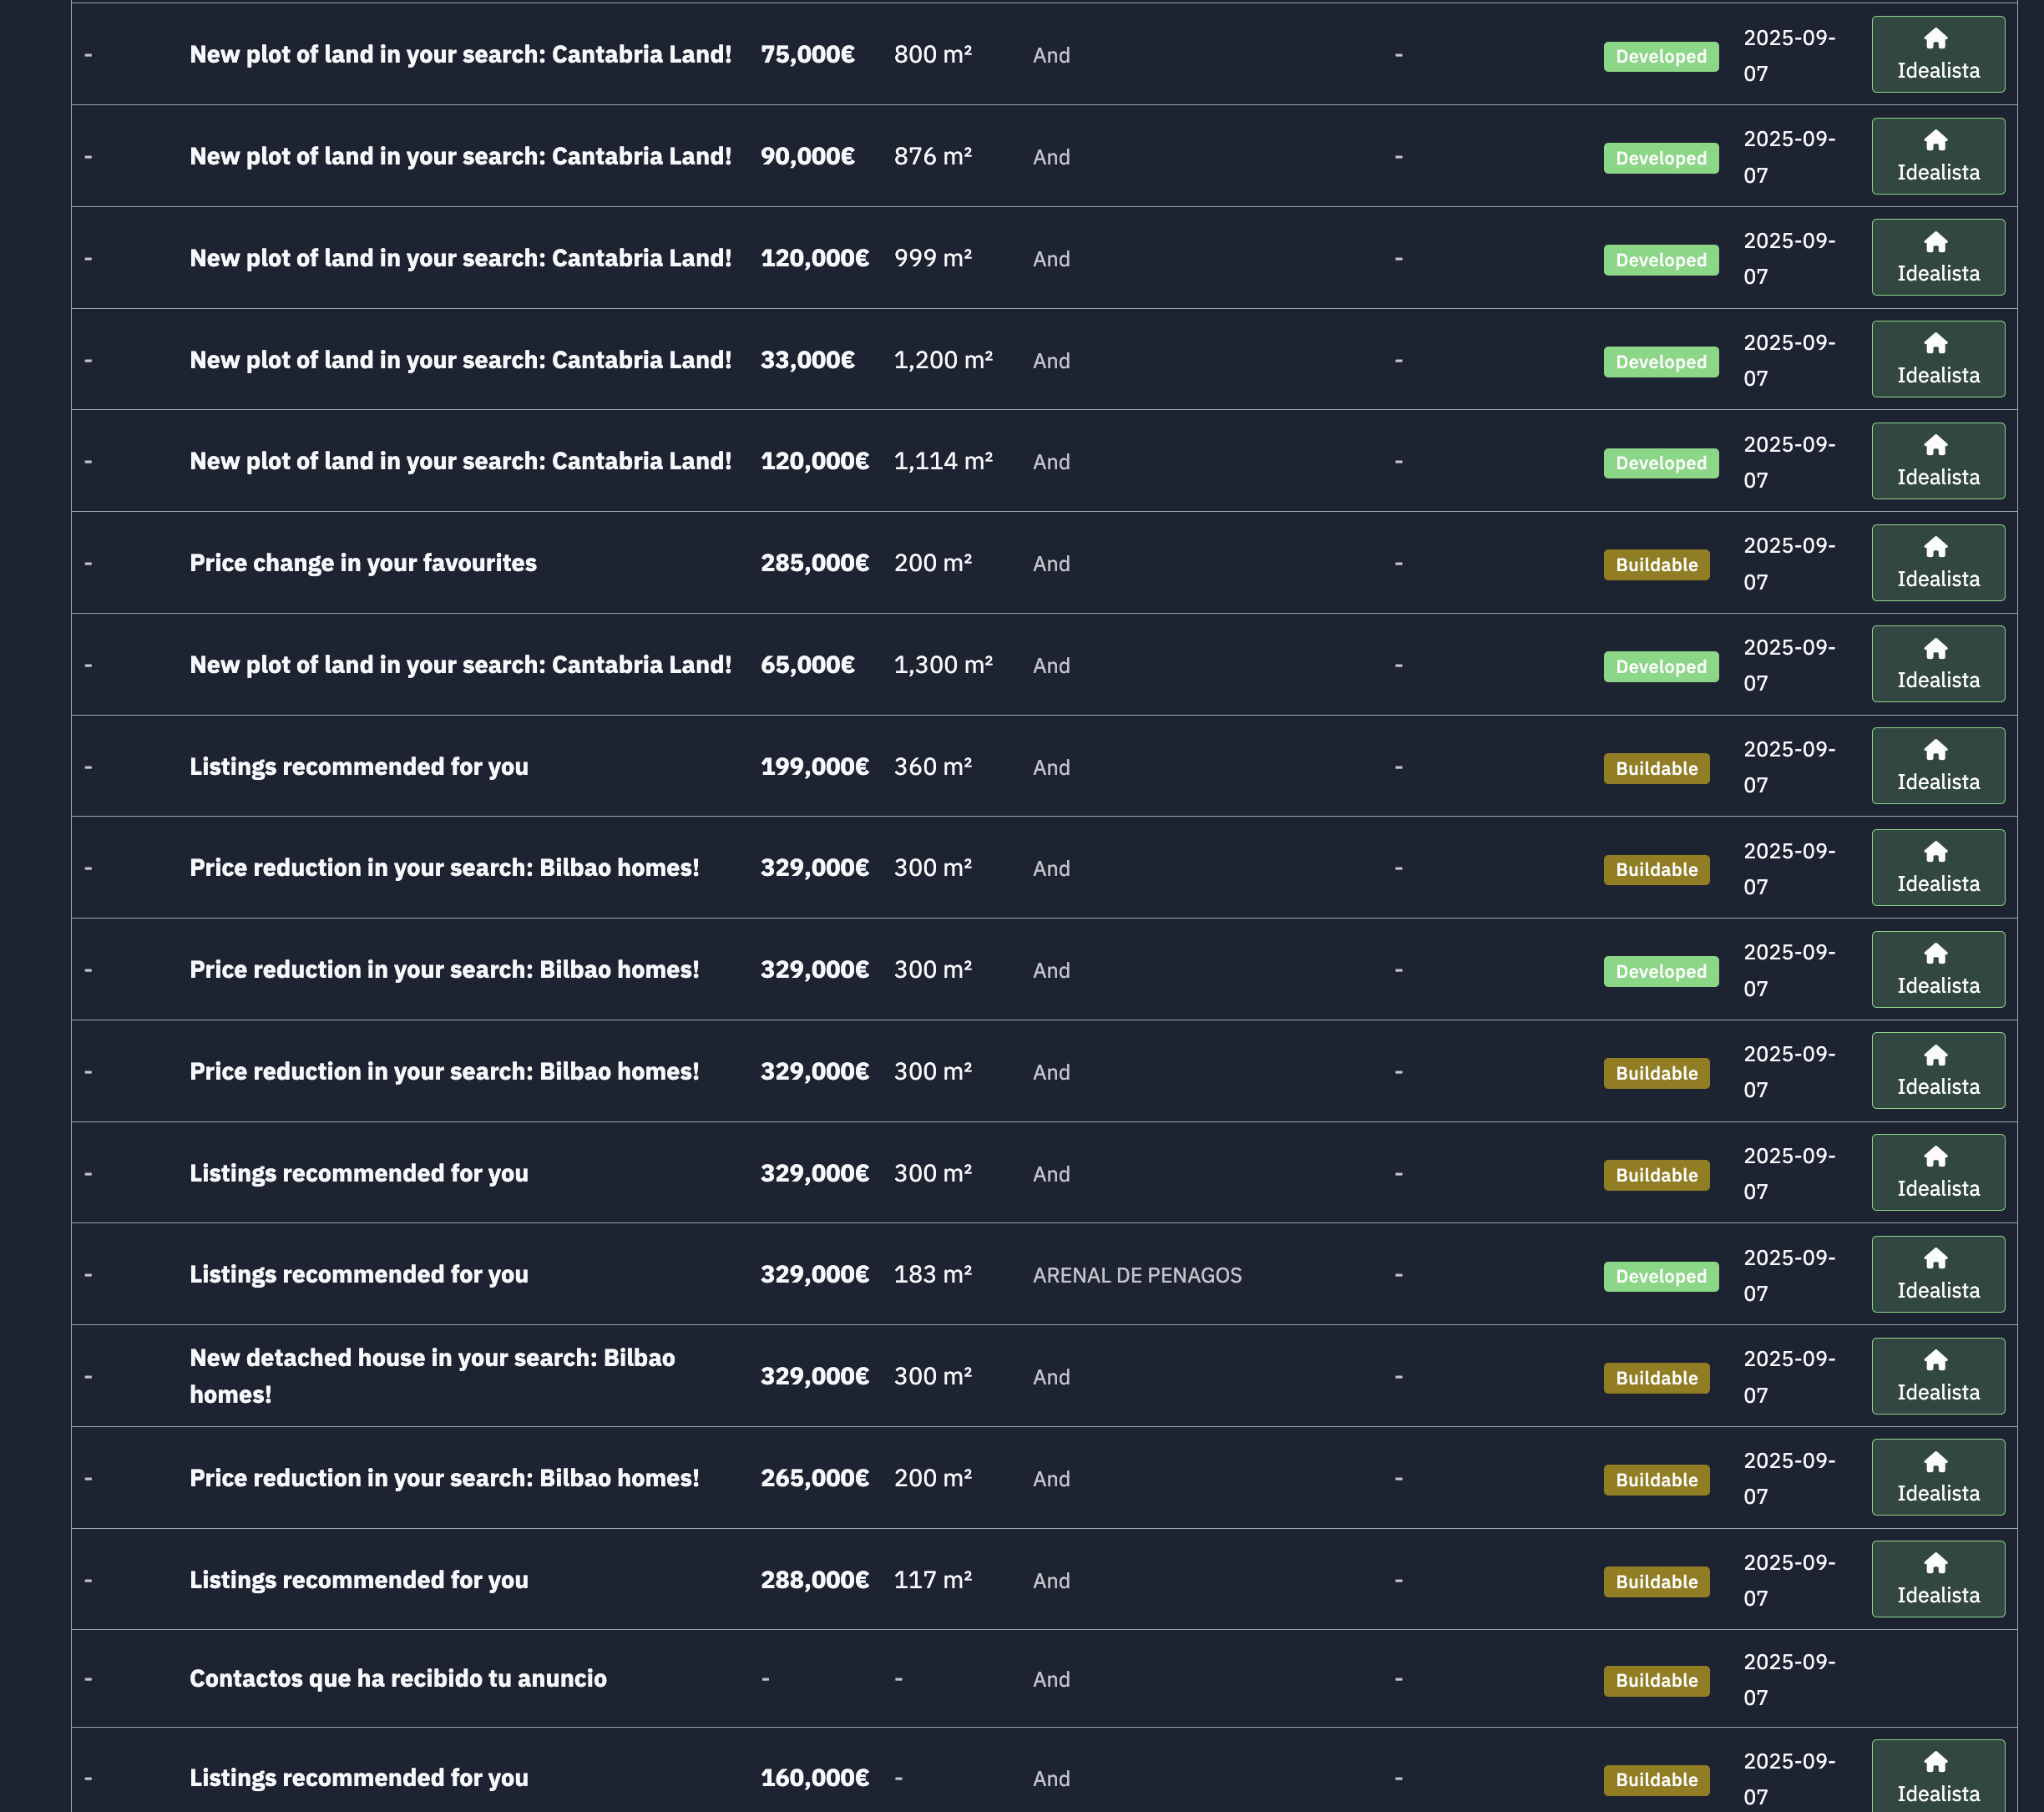 - New plot of land in your search: Cantabria Land! 75,000€ 800 m² And - Developed 2025-09-
07 Idealista
- New plot of land in your search: Cantabria Land! 90,000€ 876 m² And - Developed 2025-09-
07 Idealista
- New plot of land in your search: Cantabria Land! 120,000€ 999 m² And - Developed 2025-09-
07 Idealista
- New plot of land in your search: Cantabria Land! 33,000€ 1,200 m² And - Developed 2025-09-
07 Idealista
- New plot of land in your search: Cantabria Land! 120,000€ 1,114 m² And - Developed 2025-09-
07 Idealista
- Price change in your favourites 285,000€ 200 m² And - Buildable 2025-09-
07 Idealista
- New plot of land in your search: Cantabria Land! 65,000€ 1,300 m² And - Developed 2025-09-
07 Idealista
- Listings recommended for you 199,000€ 360 m² And - Buildable 2025-09-
07 Idealista
- Price reduction in your search: Bilbao homes! 329,000€ 300 m² And - Buildable 2025-09-
07 Idealista
- Price reduction in your search: Bilbao homes! 329,000€ 300 m² And - Developed 2025-09-
07 Idealista
- Price reduction in your search: Bilbao homes! 329,000€ 300 m² And - Buildable 2025-09-
07 Idealista
- Listings recommended for you 329,000€ 300 m² And - Buildable 2025-09-
07 Idealista
- Listings recommended for you 329,000€ 183 m² ARENAL DE PENAGOS - Developed 2025-09-
07 Idealista
- New detached house in your search: Bilbao
homes! 329,000€ 300 m² And - Buildable 2025-09-
07 Idealista
- Price reduction in your search: Bilbao homes! 265,000€ 200 m² And - Buildable 2025-09-
07 Idealista
- Listings recommended for you 288,000€ 117 m² And - Buildable 2025-09-
07 Idealista
- Contactos que ha recibido tu anuncio - - And - Buildable 2025-09-
07
- Listings recommended for you 160,000€ - And - Buildable 2025-09-
07 Idealista